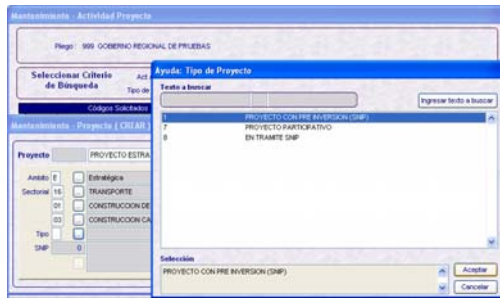 Mantenimiento - Actividad Proyecto
Pliego 999 GOBIERNO REGIONAL DE PRUEBAS
Seleccionar Criterio
de Búsqueda
Tipo de
Códigos Solicitados
Mantenimiento - Proyecto ( CREAR )
Proyecto PROYECTO ESTRA
Ambito E Estratégica
Sectorial 15 TRANSPORTE
01 CONSTRUCCION DE
03 CONSTRUCCION CA
Tipo
SNIP 0
Ayuda: Tipo de Proyecto
Texto a buscar
Ingresar texto a buscar
1 PROYECTO CON PRE INVERSION (SNIP)
7 PROYECTO PARTICIPATIVO
8 EN TRAMITE SNIP
Selección
PROYECTO CON PRE INVERSION (SNIP)
Aceptar
Cancelar